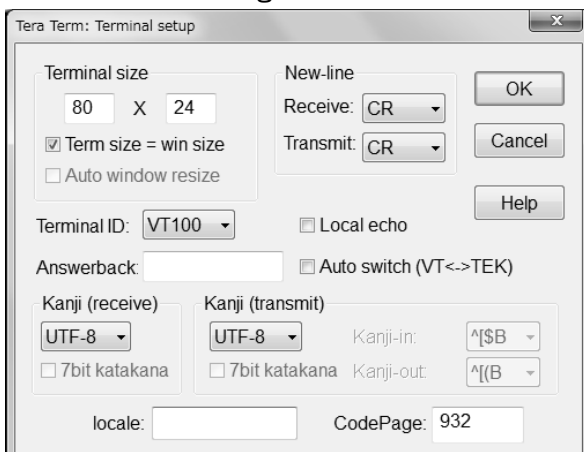 Tera Term: Terminal setup
x
Terminal size
80 X 24
Term size = win size
Auto window resize
New-line
Receive: CR
Transmit: CR
OK
Cancel
Help
Terminal ID: VT100
Local echo
Answerback:
Auto switch (VT<->TEK)
Kanji (receive)
UTF-8
7bit katakana
Kanji (transmit)
UTF-8
7bit katakana
Kanji-in: ^[$B
Kanji-out: ^[(B
locale:
CodePage: 932